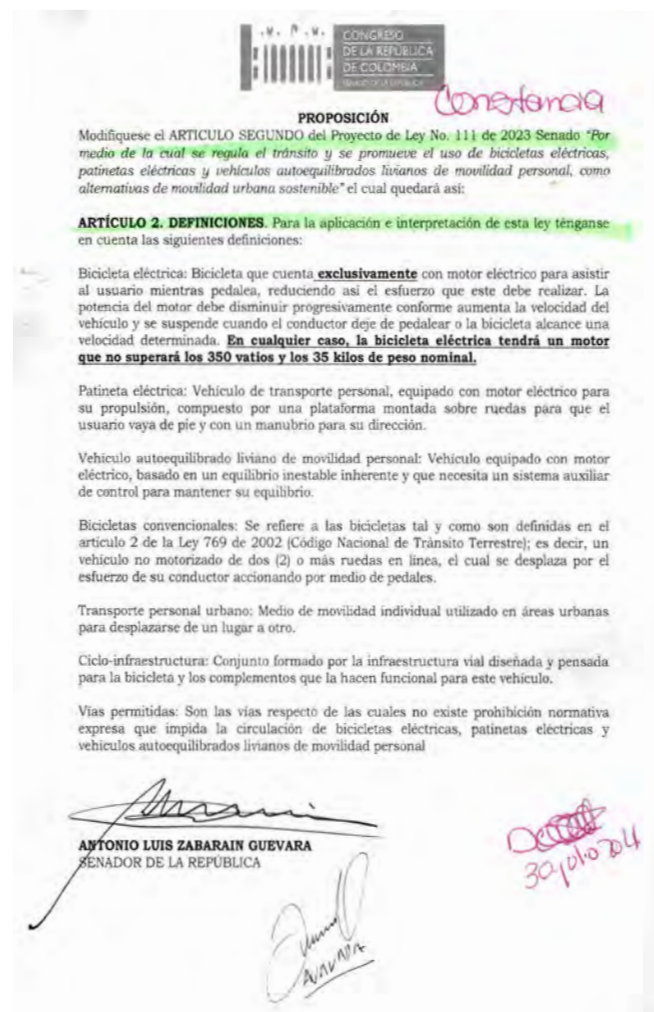 CONGRESO
DE LA REPÚBLICA
DE COLOMBIA
Constancia
PROPOSICIÓN
Modifiquese el ARTICULO SEGUNDO del Proyecto de Ley No. 111 de 2023 Senado "Por
medio de la cual se regula el tránsito y se promueve el uso de bicicletas eléctricas,
patinetas eléctricas y vehículos autoequilibrados livianos de movilidad personal, como
alternativas de movilidad urbana sostenible" el cual quedará así:
ARTÍCULO 2. DEFINICIONES. Para la aplicación e interpretación de esta ley ténganse
en cuenta las siguientes definiciones:
Bicicleta eléctrica: Bicicleta que cuenta exclusivamente con motor eléctrico para asistir
al usuario mientras pedalea, reduciendo así el esfuerzo que este debe realizar. La
potencia del motor debe disminuir progresivamente conforme aumenta la velocidad del
vehículo y se suspende cuando el conductor deje de pedalear o la bicicleta alcance una
velocidad determinada. En cualquier caso, la bicicleta eléctrica tendrá un motor
que no superará los 350 vatios y los 35 kilos de peso nominal.
Patineta eléctrica: Vehículo de transporte personal, equipado con motor eléctrico para
su propulsión, compuesto por una plataforma montada sobre ruedas para que el
usuario vaya de pie y con un manubrio para su dirección.
Vehículo autoequilibrado liviano de movilidad personal: Vehículo equipado con motor
eléctrico, basado en un equilibrio inestable inherente y que necesita un sistema auxiliar
de control para mantener su equilibrio.
Bicicletas convencionales: Se refiere a las bicicletas tal y como son definidas en el
artículo 2 de la Ley 769 de 2002 (Código Nacional de Tránsito Terrestre); es decir, un
vehículo no motorizado de dos (2) o más ruedas en línea, el cual se desplaza por el
esfuerzo de su conductor accionando por medio de pedales.
Transporte personal urbano: Medio de movilidad individual utilizado en áreas urbanas
para desplazarse de un lugar a otro.
Ciclo-infraestructura: Conjunto formado por la infraestructura vial diseñada y pensada
para la bicicleta y los complementos que la hacen funcional para este vehículo.
Vías permitidas: Son las vías respecto de las cuales no existe prohibición normativa
expresa que impida la circulación de bicicletas eléctricas, patinetas eléctricas y
vehículos autoequilibrados livianos de movilidad personal
ANTONIO LUIS ZABARAIN GUEVARA
SENADOR DE LA REPÚBLICA